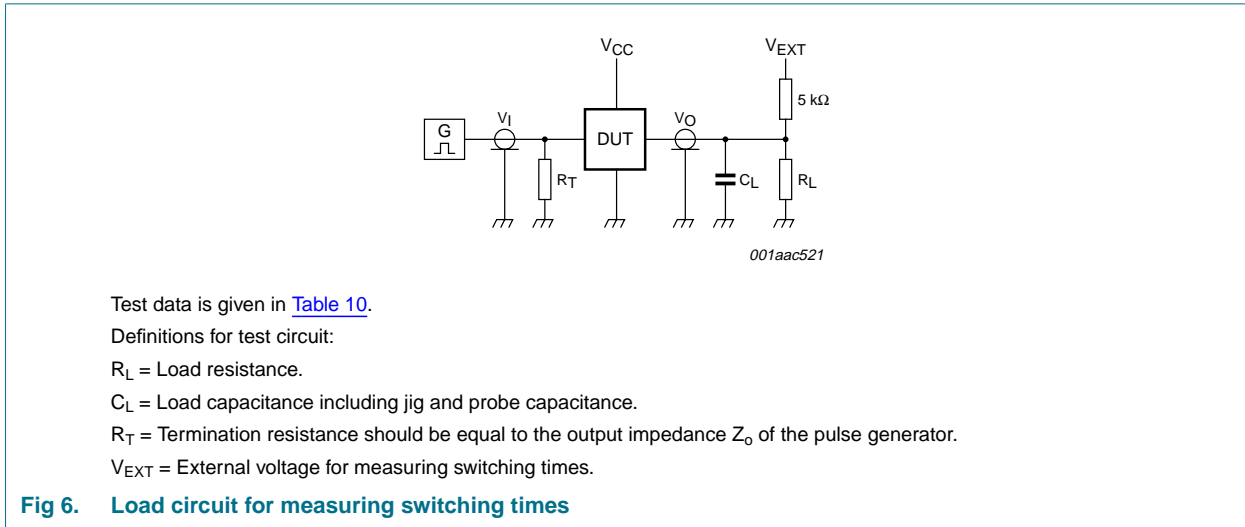 VCC
VEXT
5 kΩ
G
VI
DUT
VO
RT
CL
RL
001aac521
Test data is given in Table 10.
Definitions for test circuit:
RL = Load resistance.
CL = Load capacitance including jig and probe capacitance.
RT = Termination resistance should be equal to the output impedance Zo of the pulse generator.
VEXT = External voltage for measuring switching times.
Fig 6. Load circuit for measuring switching times